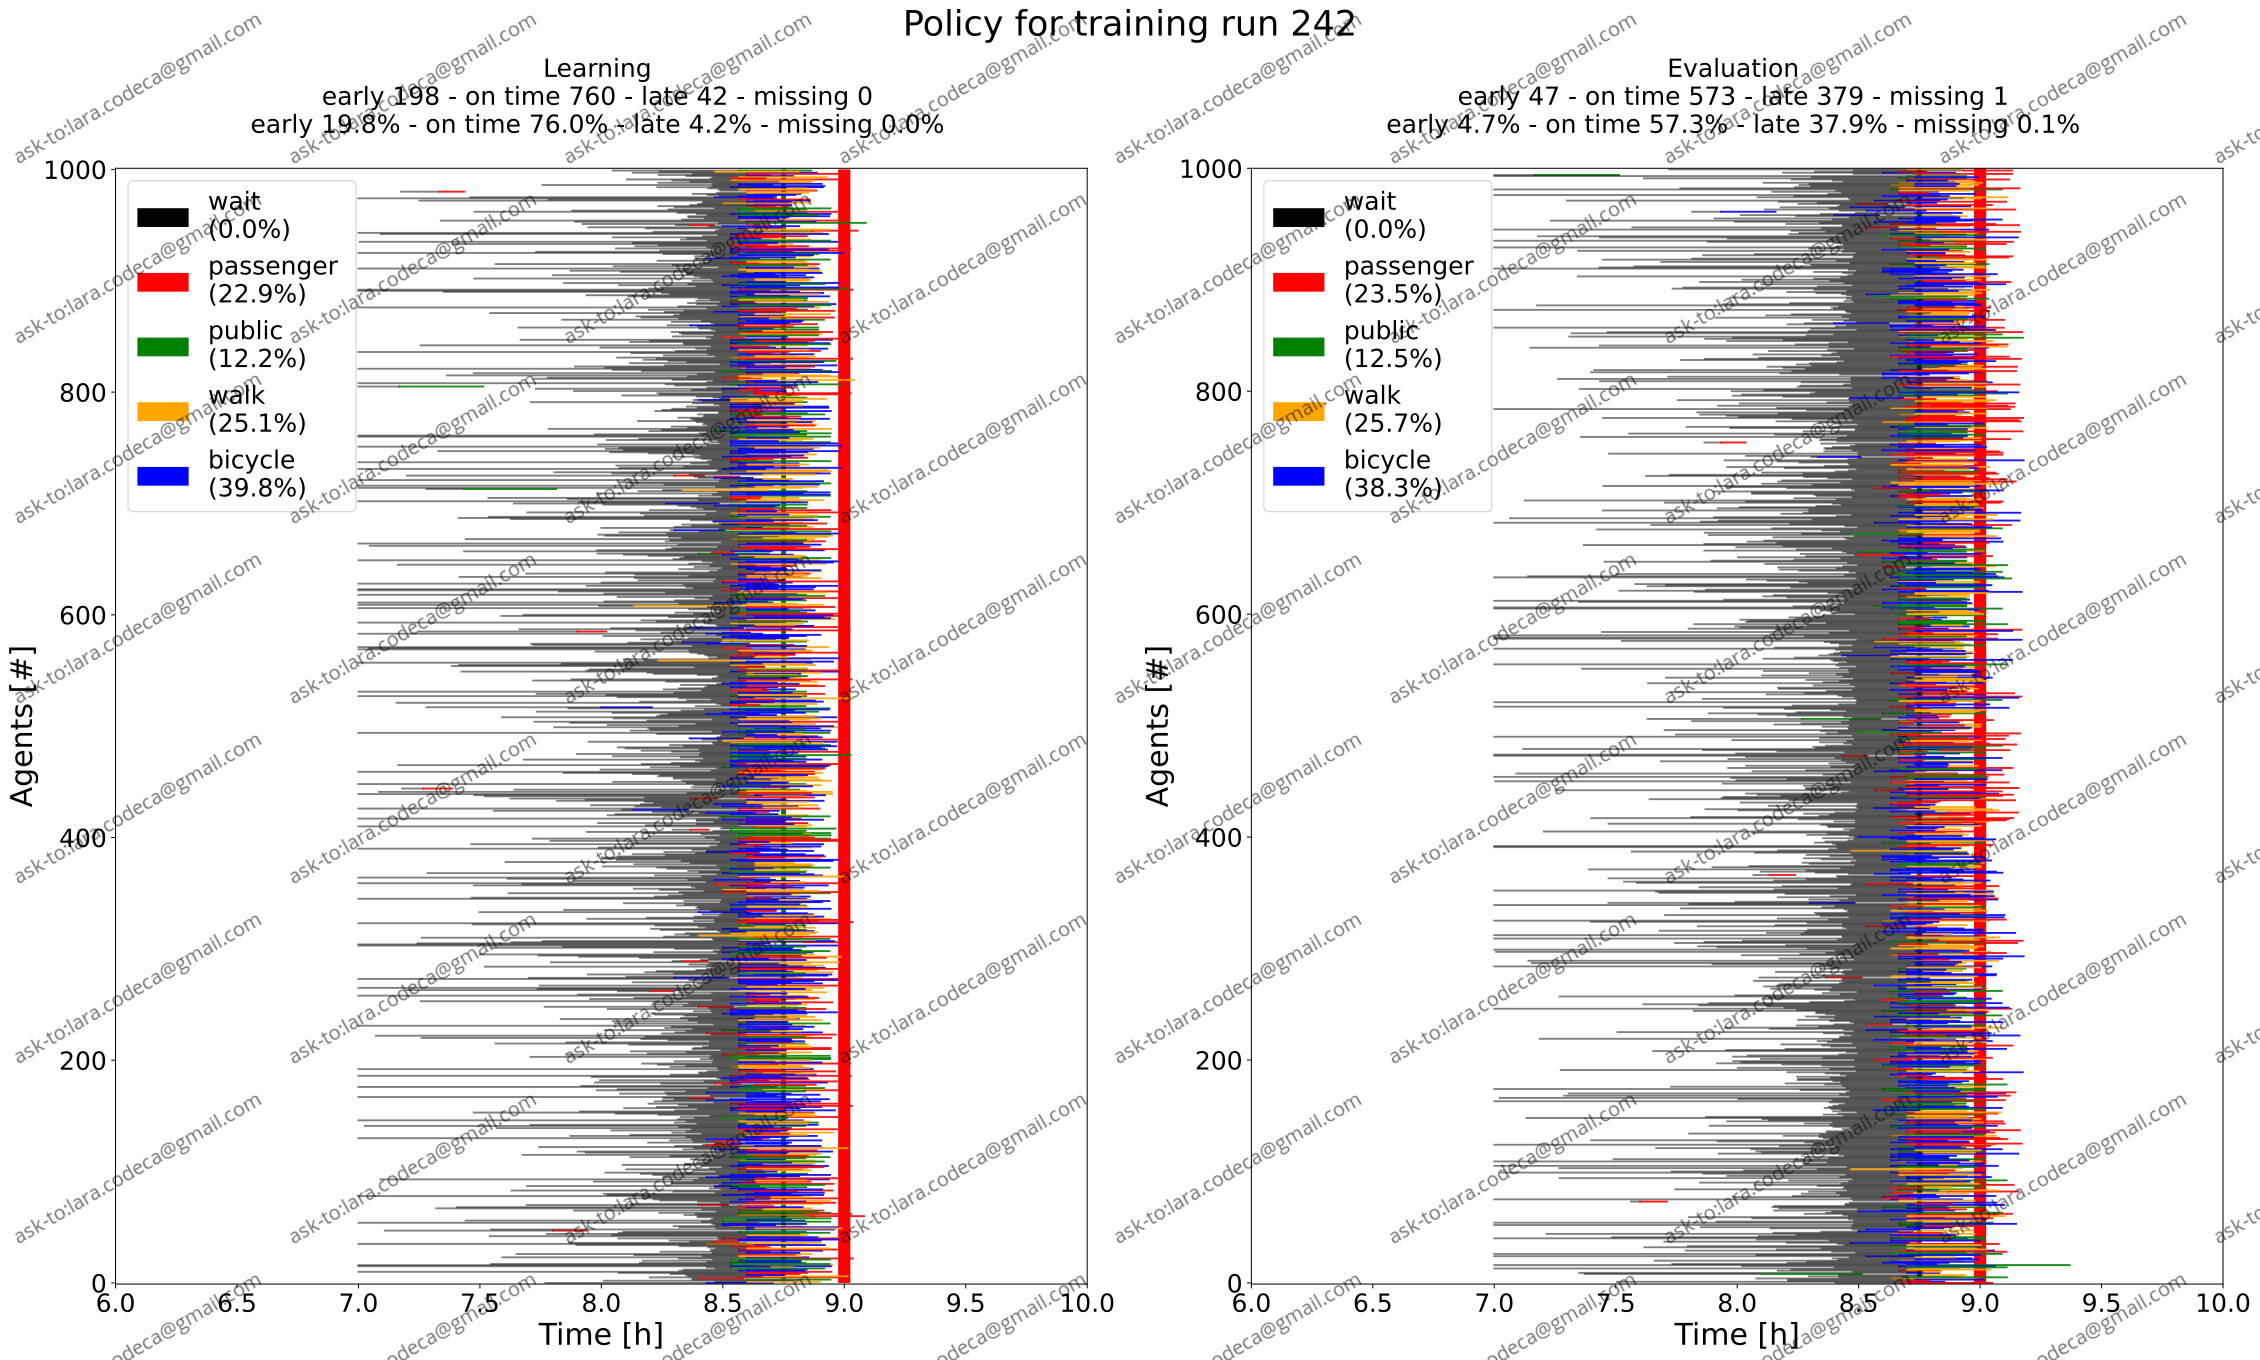 Policy for training run 242
Learning
early 198 - on time 760 - late 42 - missing 0
early 19.8% - on time 76.0% - late 4.2% - missing 0.0%
1000
800
600
400
200
0
Agents [#]
wait
(0.0%)
passenger
(22.9%)
public
(12.2%)
walk
(25.1%)
bicycle
(39.8%)
6.0 6.5 7.0 7.5 8.0 8.5 9.0 9.5 10.0
Time [h]
Evaluation
early 47 - on time 573 - late 379 - missing 1
early 4.7% - on time 57.3% - late 37.9% - missing 0.1%
1000
800
600
400
200
0
Agents [#]
wait
(0.0%)
passenger
(23.5%)
public
(12.5%)
walk
(25.7%)
bicycle
(38.3%)
6.0 6.5 7.0 7.5 8.0 8.5 9.0 9.5 10.0
Time [h]
ask-to:lara.codeca@gmail.com